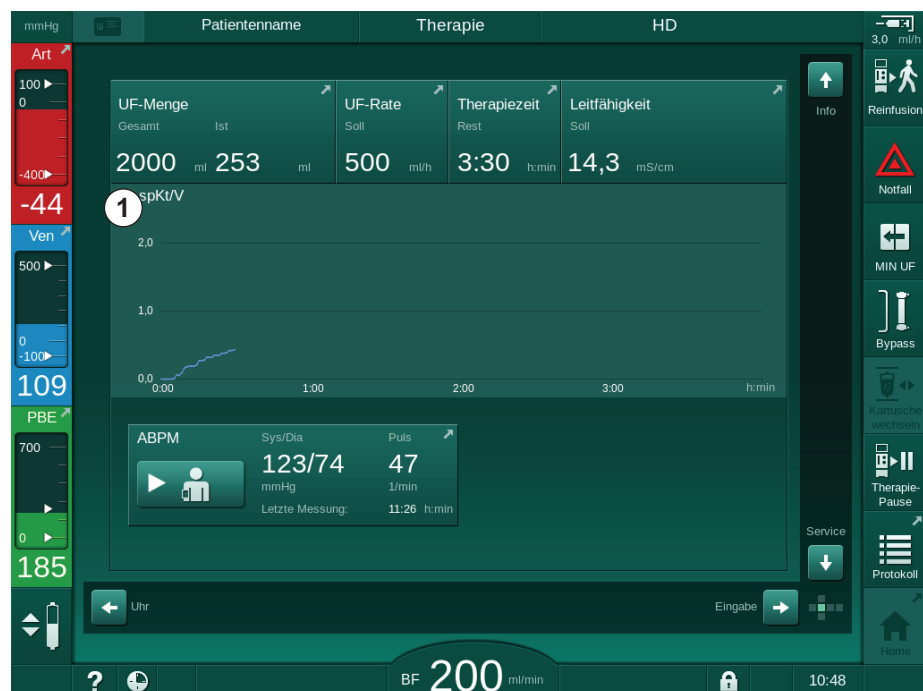 mmHg
Patientenname
Therapie
HD
3,0 ml/h
Art
100
0
-400
-44
Ven
500
0
-100
109
PBE
700
0
185
UF-Menge
Gesamt Ist
2000 ml 253 ml
UF-Rate
Soll
500 ml/h
Therapiezeit
Rest
3:30 h:min
Leitfähigkeit
Soll
14,3 mS/cm
1
spKt/V
2,0
1,0
0,0
0:00 1:00 2:00 3:00 h:min
ABPM
Sys/Dia Puls
123/74 47
mmHg 1/min
Letzte Messung: 11:26 h:min
Info
Service
Uhr
Eingabe
Reinfusion
Notfall
MIN UF
Bypass
Kartusche
wechseln
Therapie-
Pause
Protokoll
Home
?
BF 200 ml/min
10:48